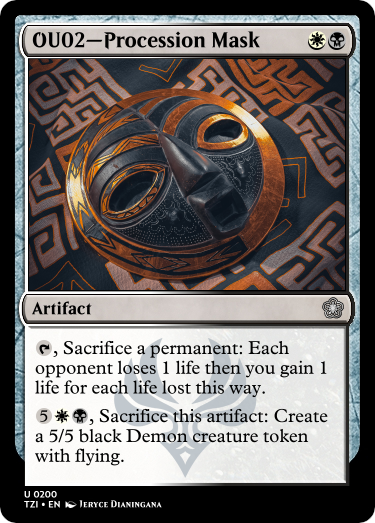 OU02—Procession Mask
Artifact
, Sacrifice a permanent: Each
opponent loses 1 life then you gain 1
life for each life lost this way.
5, Sacrifice this artifact: Create
a 5/5 black Demon creature token
with flying.
U 0200
TZI • EN Jeryce Dianingana